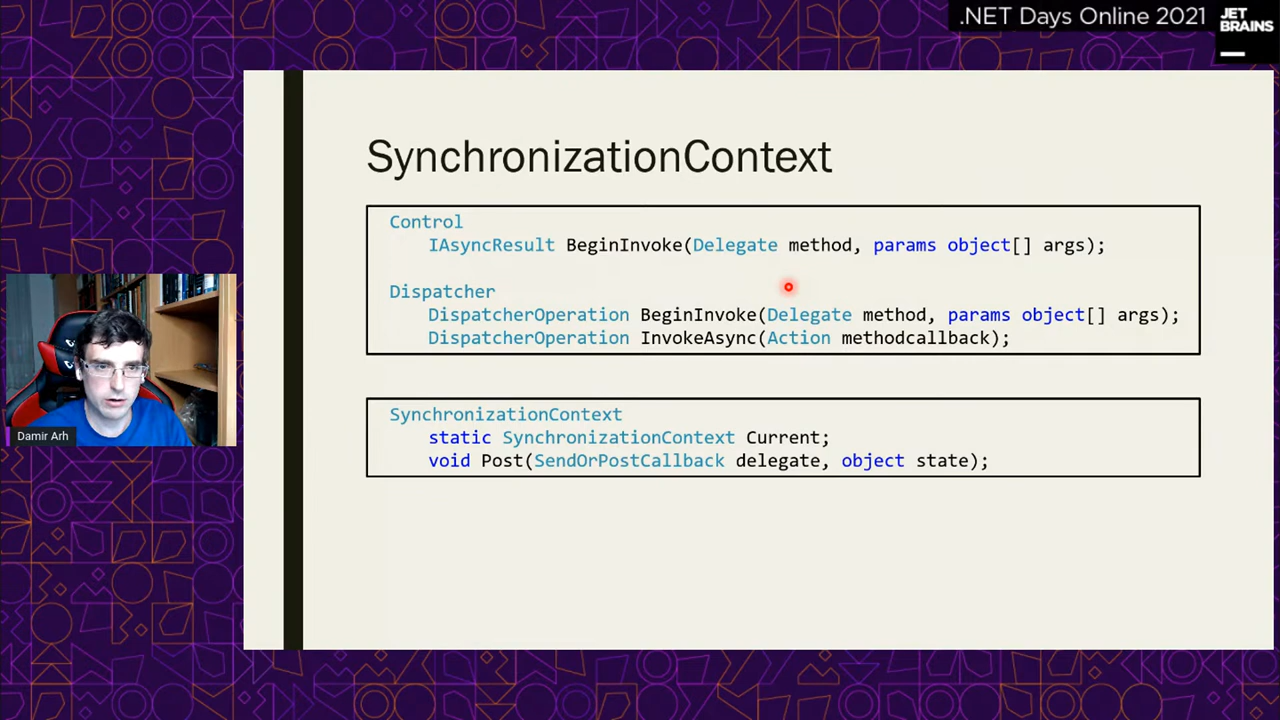 .NET Days Online 2021
JET
BRAINS
SynchronizationContext
Control
IAsyncResult BeginInvoke(Delegate method, params object[] args);
Dispatcher
DispatcherOperation BeginInvoke(Delegate method, params object[] args);
DispatcherOperation InvokeAsync(Action methodcallback);
SynchronizationContext
static SynchronizationContext Current;
void Post(SendOrPostCallback delegate, object state);
Damir Arh